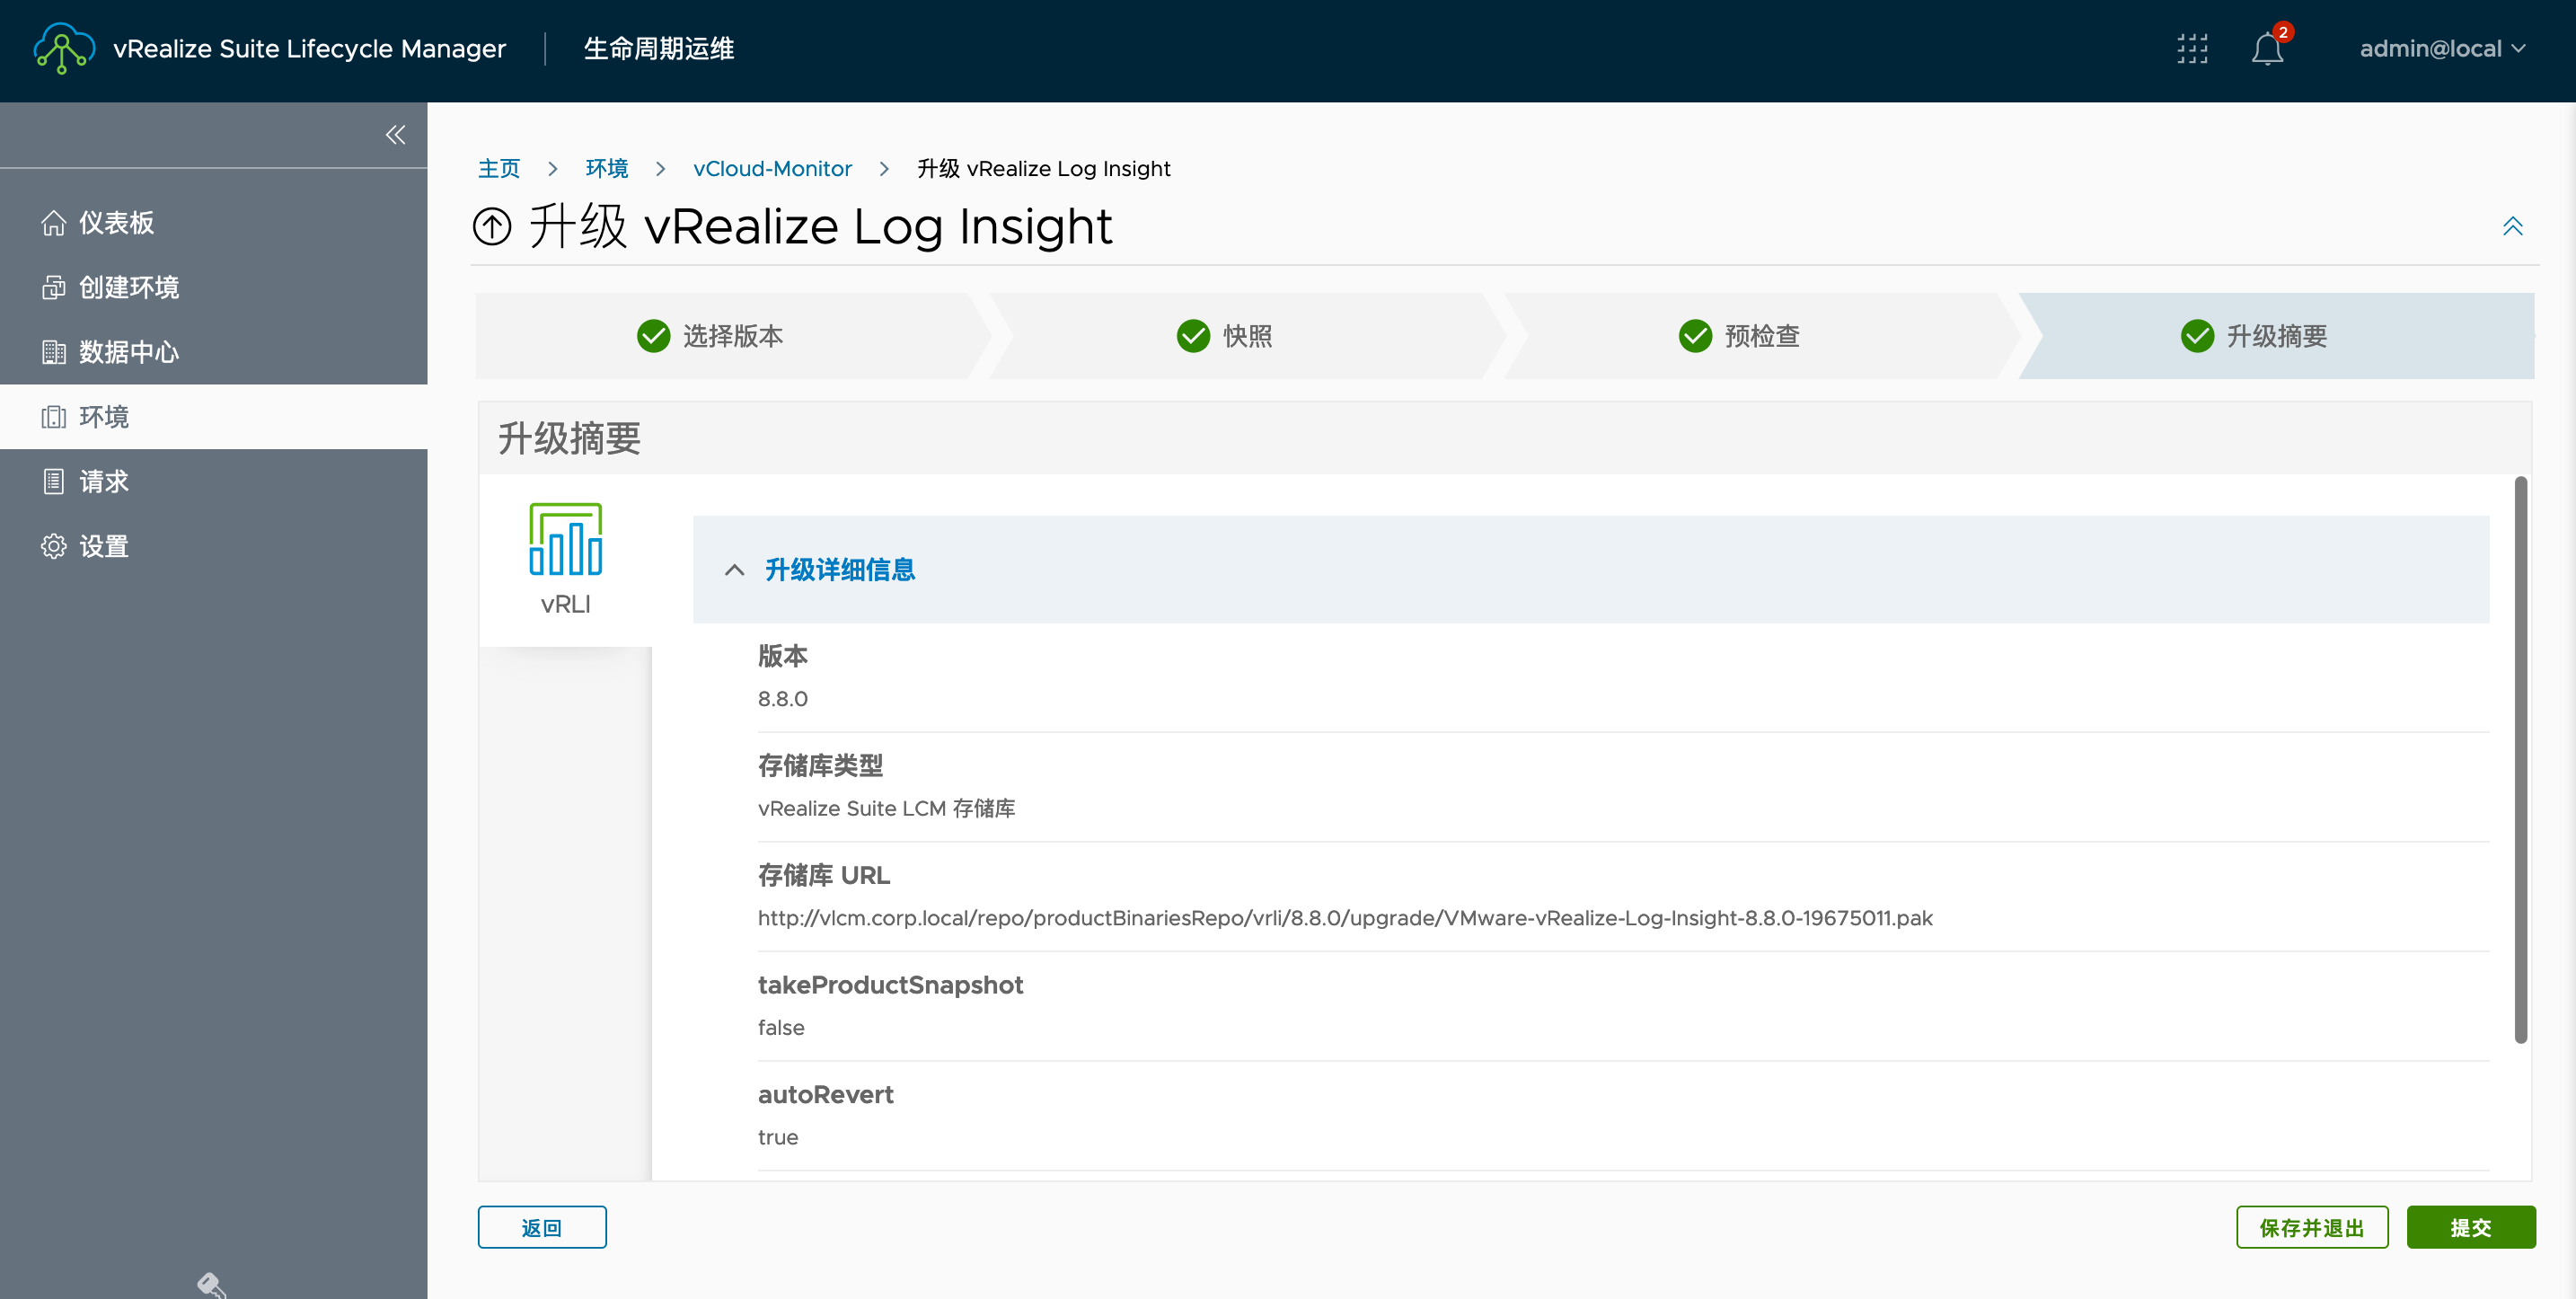 vRealize Suite Lifecycle Manager
生命周期运维
2
admin@local
主页 > 环境 > vCloud-Monitor > 升级 vRealize Log Insight
升级 vRealize Log Insight
仪表板
创建环境
数据中心
环境
请求
设置
选择版本
快照
预检查
升级摘要
升级摘要
vRLI
升级详细信息
版本
8.8.0
存储库类型
vRealize Suite LCM 存储库
存储库 URL
http://vlcm.corp.local/repo/productBinariesRepo/vrli/8.8.0/upgrade/VMware-vRealize-Log-Insight-8.8.0-19675011.pak
takeProductSnapshot
false
autoRevert
true
返回
保存并退出
提交